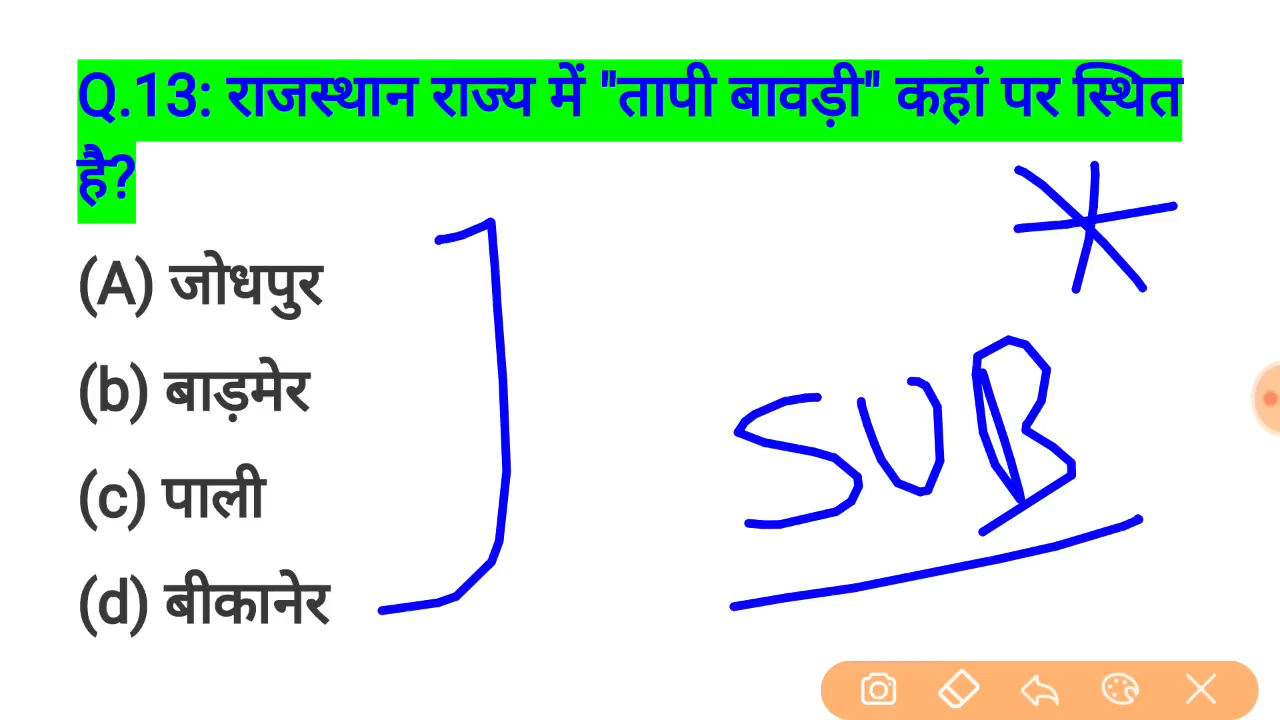 Q.13: राजस्थान राज्य में "तापी बावड़ी" कहां पर स्थित
है?
(A) जोधपुर
(b) बाड़मेर
(c) पाली
(d) बीकानेर
SUB